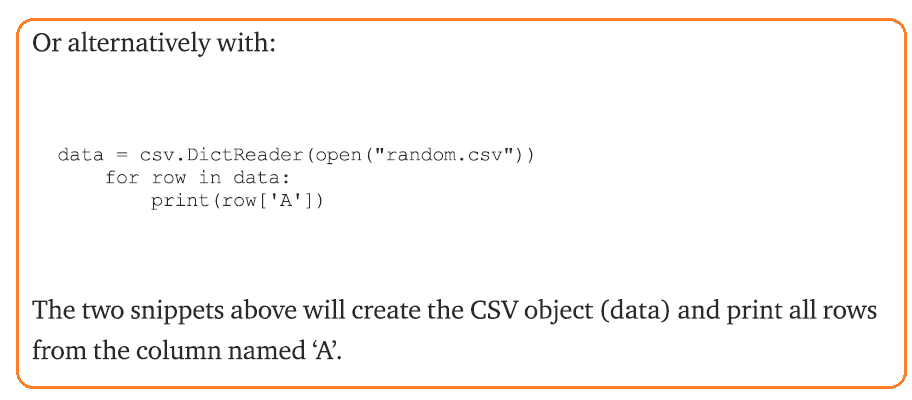 Or alternatively with:
data = csv.DictReader(open("random.csv"))
    for row in data:
        print(row['A'])
The two snippets above will create the CSV object (data) and print all rows
from the column named ‘A’.